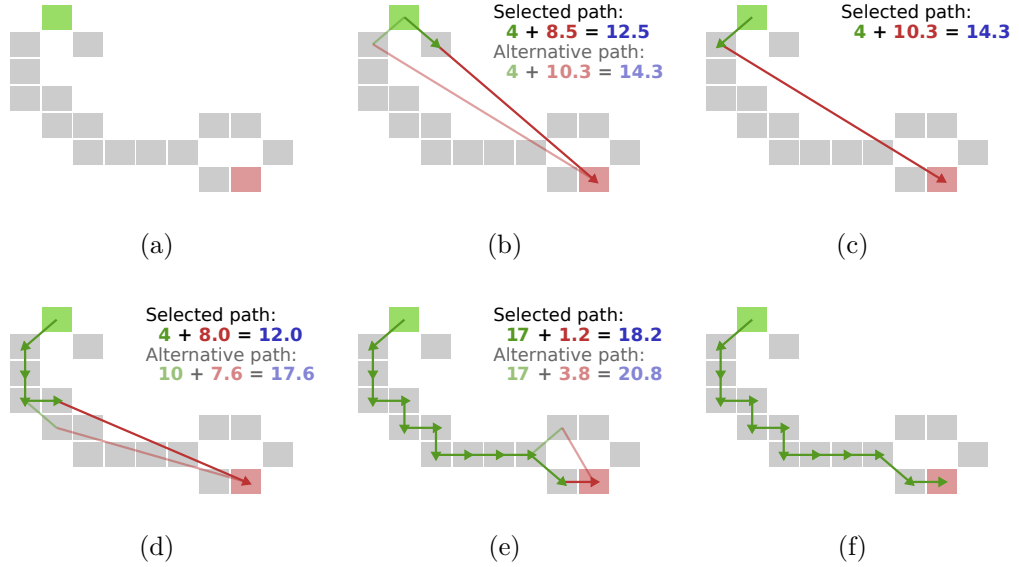 Selected path:
4 + 8.5 = 12.5
Alternative path:
4 + 10.3 = 14.3
Selected path:
4 + 10.3 = 14.3
(a)
(b)
(c)
Selected path:
4 + 8.0 = 12.0
Alternative path:
10 + 7.6 = 17.6
Selected path:
17 + 1.2 = 18.2
Alternative path:
17 + 3.8 = 20.8
(d)
(e)
(f)